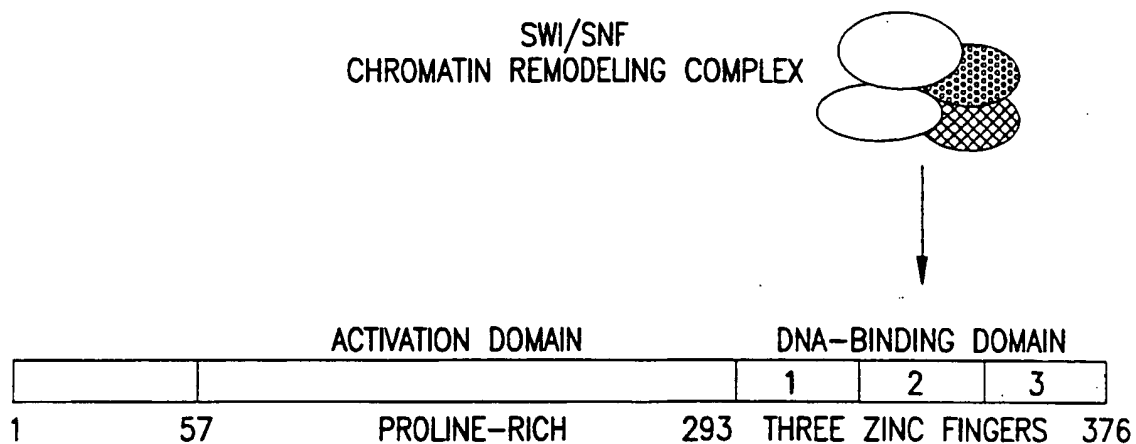 SWI/SNF
CHROMATIN REMODELING COMPLEX
ACTIVATION DOMAIN DNA-BINDING DOMAIN
1 2 3
1 57 PROLINE-RICH 293 THREE ZINC FINGERS 376